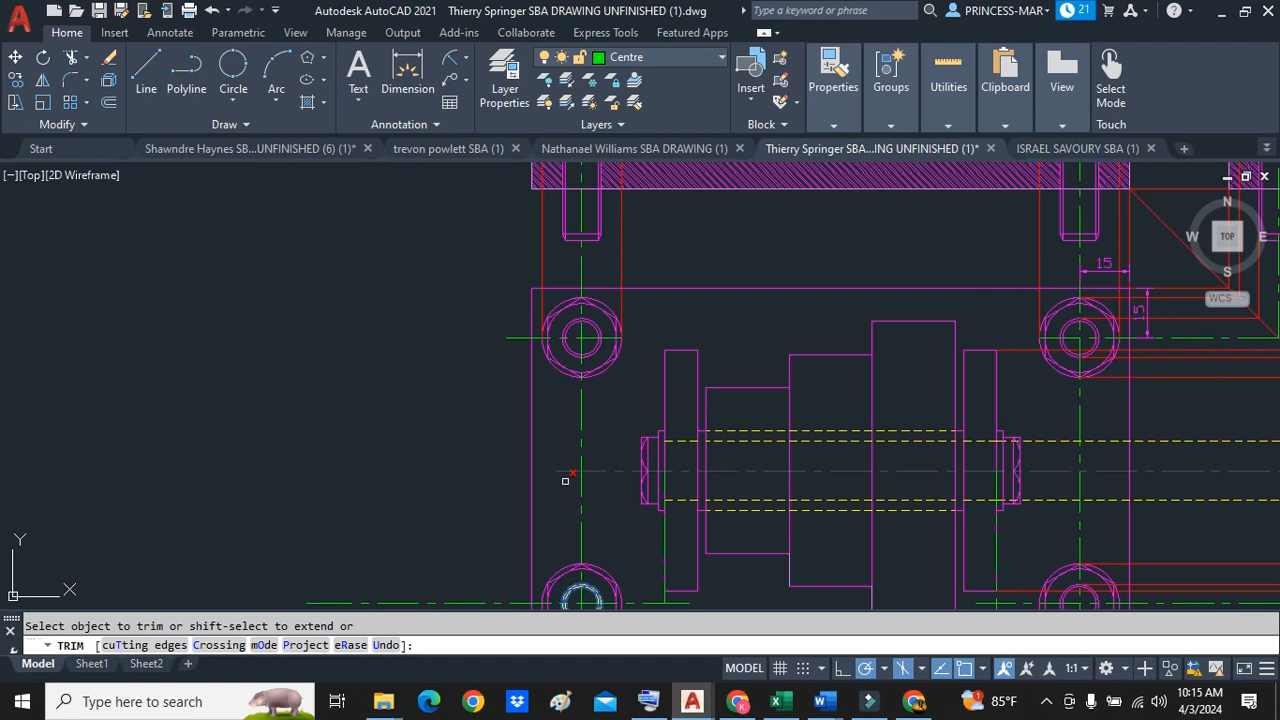 Autodesk AutoCAD 2021 Thierry Springer SBA DRAWING UNFINISHED (1).dwg Type a keyword or phrase PRINCESS-MAR 21
Home Insert Annotate Parametric View Manage Output Add-ins Collaborate Express Tools Featured Apps
Centre
Line Polyline Circle Arc Text Dimension Layer Properties Insert Properties Groups Utilities Clipboard View Select Mode
Modify Draw Annotation Layers Block Touch
Start Shawndre Haynes SB...UNFINISHED (6) (1)* trevon powlett SBA (1) Nathanael Williams SBA DRAWING (1) Thierry Springer SBA...ING UNFINISHED (1)* ISRAEL SAVOURY SBA (1)
[−][Top][2D Wireframe]
N
W TOP E
S
WCS
15
15
Y
X
Select object to trim or shift-select to extend or
TRIM [cuTting edges Crossing mOde Project eRase Undo]:
Model Sheet1 Sheet2 MODEL 1:1
Type here to search 85°F 10:15 AM
4/3/2024